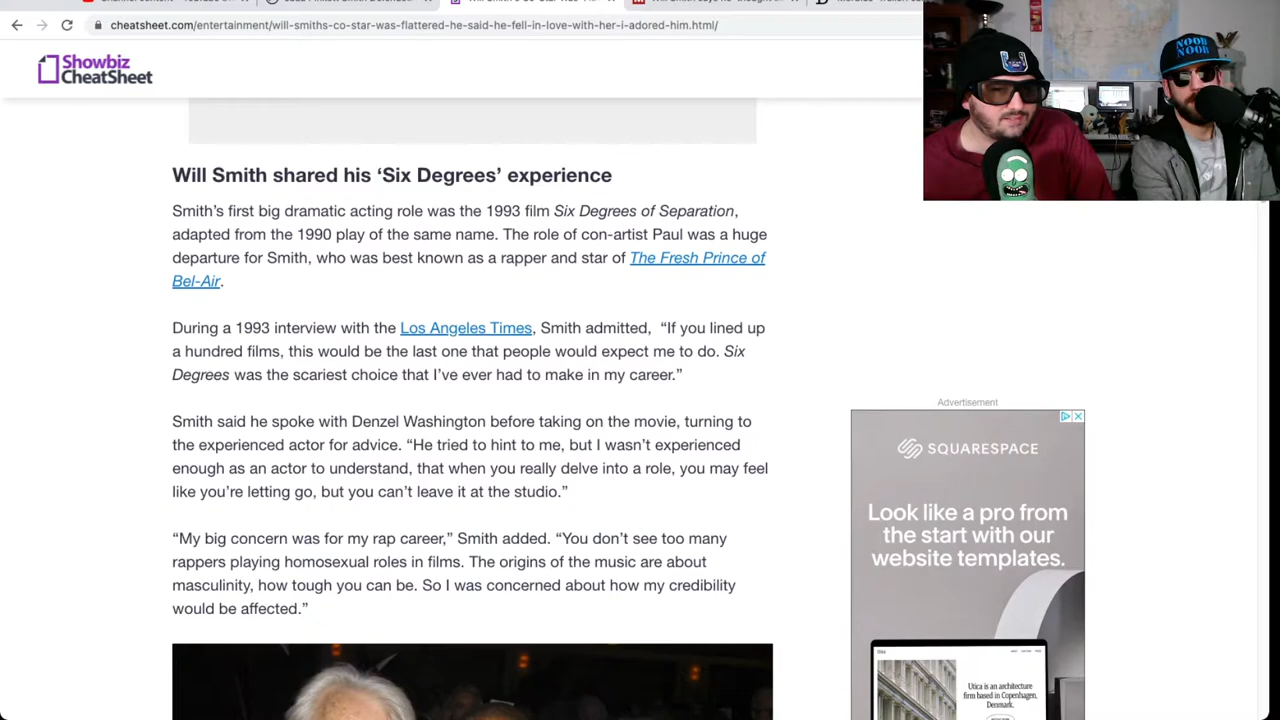 cheatsheet.com/entertainment/will-smiths-co-star-was-flattered-he-said-he-fell-in-love-with-her-i-adored-him.html/
Showbiz
CheatSheet
NOOB
NOOB
Will Smith shared his ‘Six Degrees’ experience
Smith’s first big dramatic acting role was the 1993 film Six Degrees of Separation,
adapted from the 1990 play of the same name. The role of con-artist Paul was a huge
departure for Smith, who was best known as a rapper and star of The Fresh Prince of
Bel-Air.
During a 1993 interview with the Los Angeles Times, Smith admitted, “If you lined up
a hundred films, this would be the last one that people would expect me to do. Six
Degrees was the scariest choice that I’ve ever had to make in my career.”
Smith said he spoke with Denzel Washington before taking on the movie, turning to
the experienced actor for advice. “He tried to hint to me, but I wasn’t experienced
enough as an actor to understand, that when you really delve into a role, you may feel
like you’re letting go, but you can’t leave it at the studio.”
“My big concern was for my rap career,” Smith added. “You don’t see too many
rappers playing homosexual roles in films. The origins of the music are about
masculinity, how tough you can be. So I was concerned about how my credibility
would be affected.”
Advertisement
SQUARESPACE
Look like a pro from
the start with our
website templates.
Utica is an architecture
firm based in Copenhagen,
Denmark.